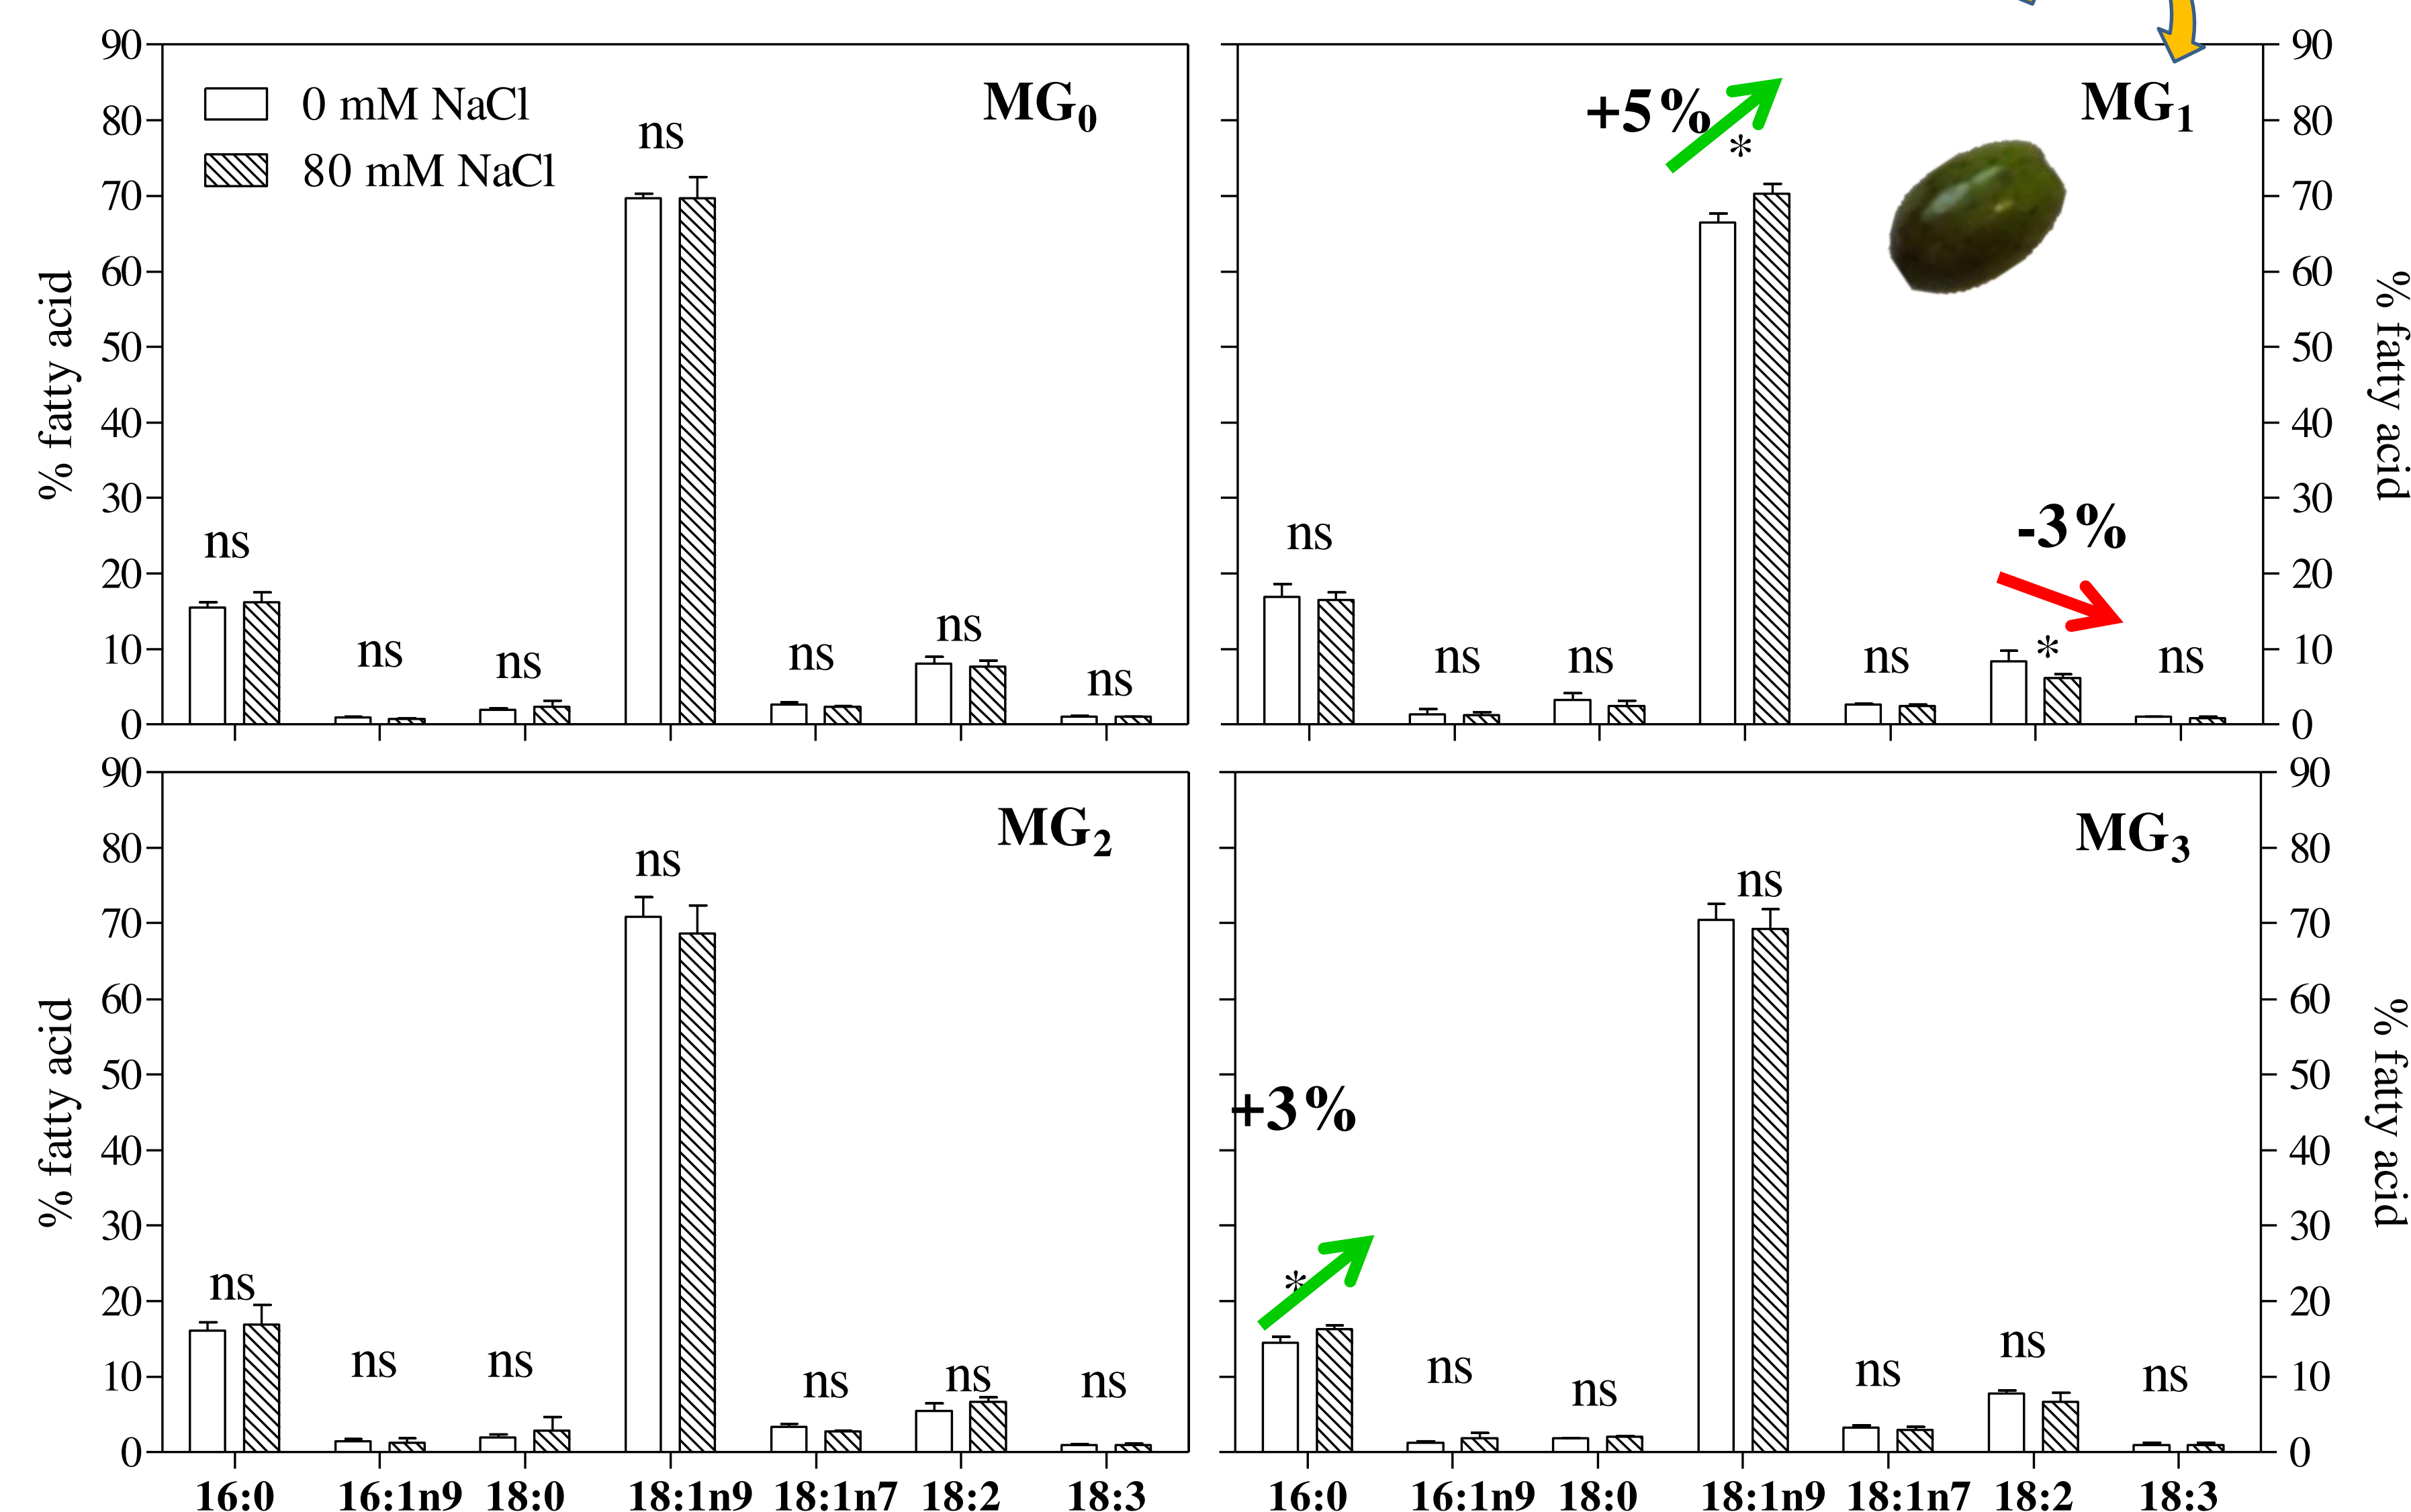 90
80
70
60
50
40
30
20
10
0
% fatty acid
0 mM NaCl
80 mM NaCl
MG0
ns
ns
ns
ns
ns
ns
ns
MG1
+5%
*
ns
ns
ns
ns
-3%
*
ns
90
80
70
60
50
40
30
20
10
0
% fatty acid
90
80
70
60
50
40
30
20
10
0
% fatty acid
MG2
ns
ns
ns
ns
ns
ns
ns
16:0 16:1n9 18:0 18:1n9 18:1n7 18:2 18:3
MG3
+3%
*
ns
ns
ns
ns
ns
ns
16:0 16:1n9 18:0 18:1n9 18:1n7 18:2 18:3
90
80
70
60
50
40
30
20
10
0
% fatty acid